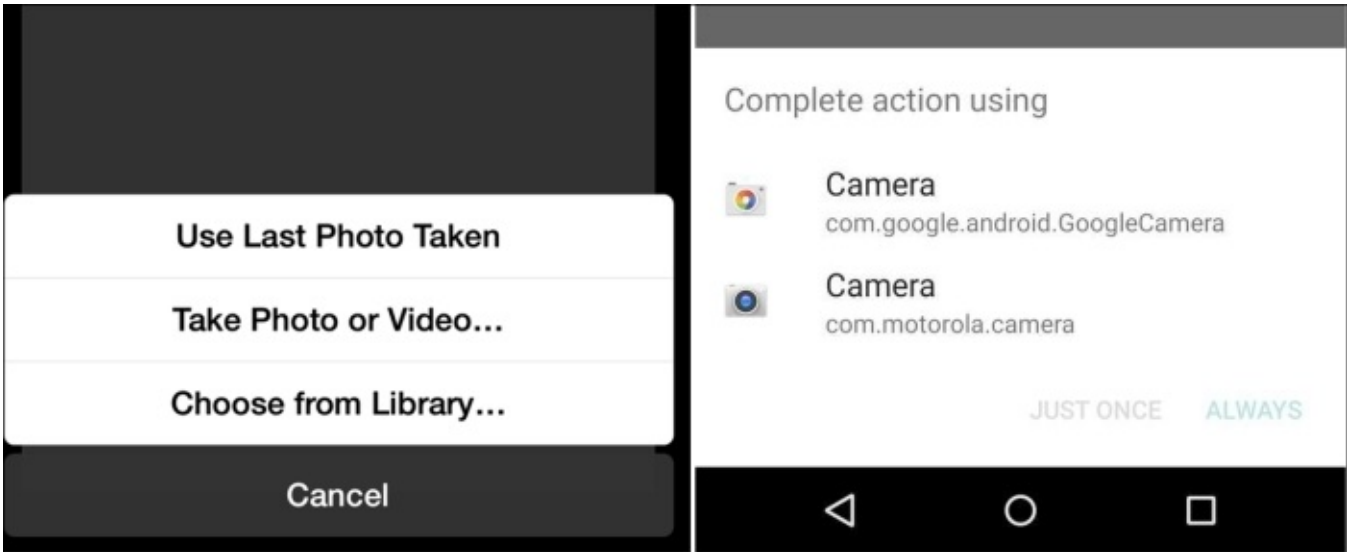 Use Last Photo Taken
Take Photo or Video...
Choose from Library...
Cancel
Complete action using
Camera
com.google.android.GoogleCamera
Camera
com.motorola.camera
JUST ONCE ALWAYS